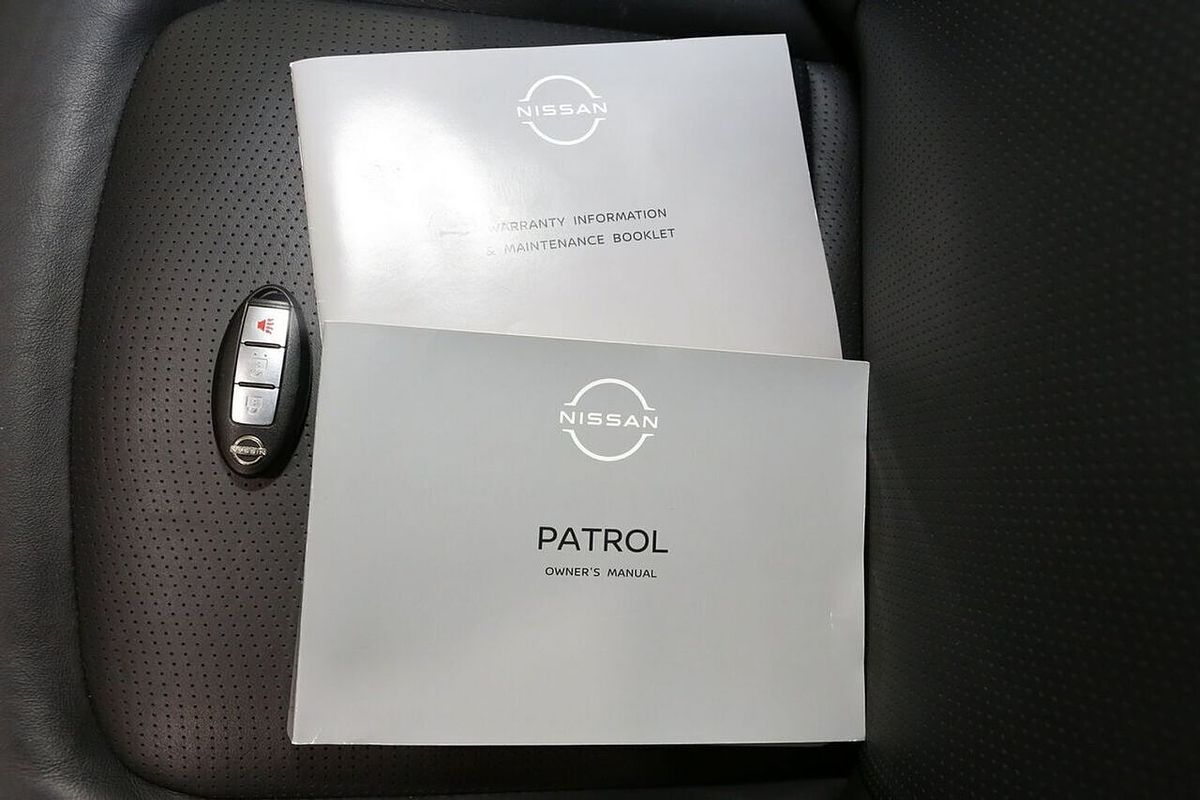 NISSAN
WARRANTY INFORMATION
& MAINTENANCE BOOKLET
NISSAN
NISSAN
PATROL
OWNER'S MANUAL